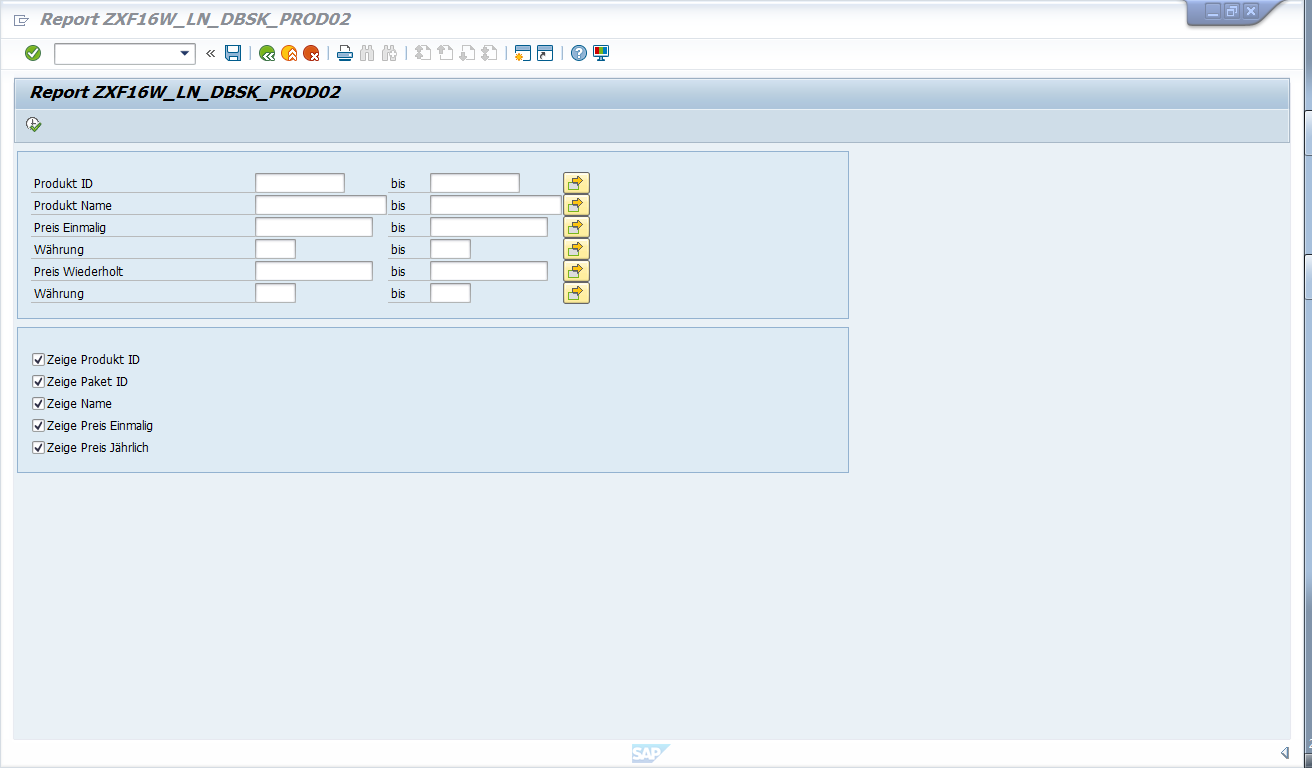 Report ZXF16W_LN_DBSK_PROD02
Report ZXF16W_LN_DBSK_PROD02
Produkt ID bis
Produkt Name bis
Preis Einmalig bis
Währung bis
Preis Wiederholt bis
Währung bis
Zeige Produkt ID
Zeige Paket ID
Zeige Name
Zeige Preis Einmalig
Zeige Preis Jährlich
SAP